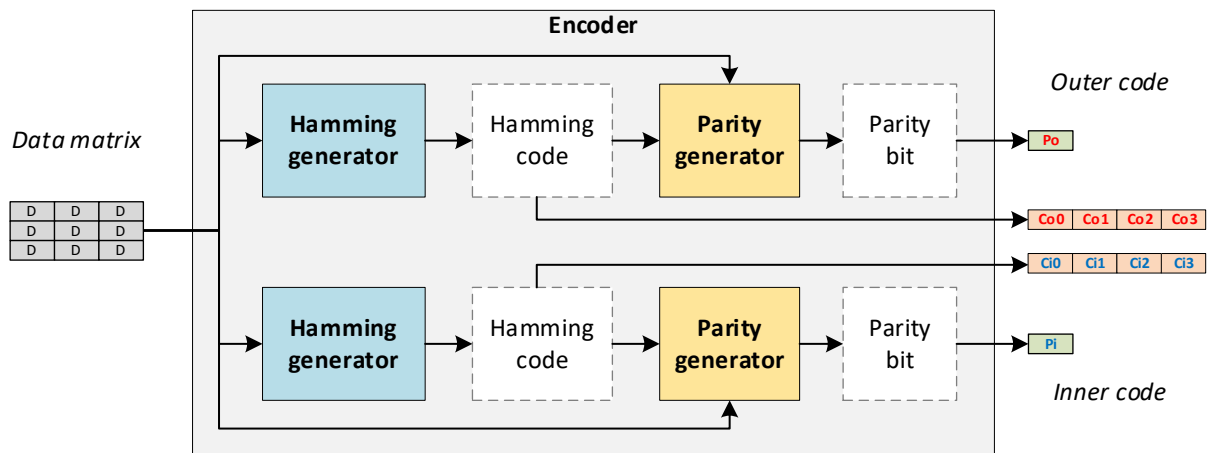 Encoder
Outer code
Data matrix
Hamming
generator
Hamming
code
Parity
generator
Parity
bit
Po
D D D
D D D
D D D
Co0 Co1 Co2 Co3
Ci0 Ci1 Ci2 Ci3
Hamming
generator
Hamming
code
Parity
generator
Parity
bit
Pi
Inner code